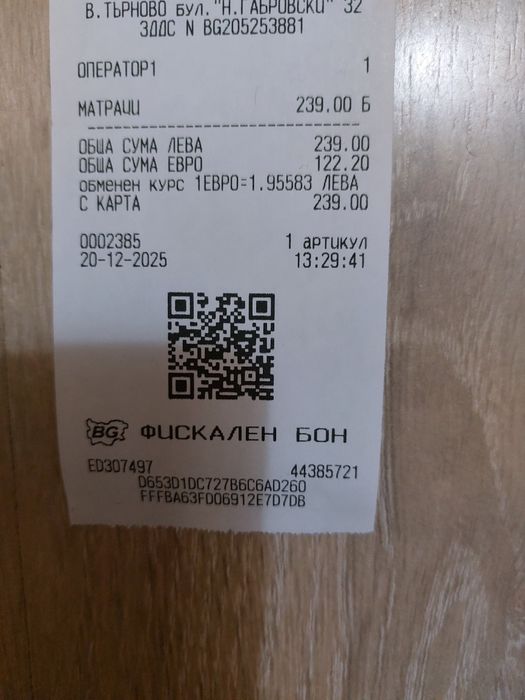 В.ТЪРНОВО БУЛ."Н.ГАБРОВСКИ" 32
ЗДДС N BG205253881
ОПЕРАТОР1 1
МАТРАЦИ 239.00 Б
ОБЩА СУМА ЛЕВА 239.00
ОБЩА СУМА ЕВРО 122.20
ОБМЕНЕН КУРС 1ЕВРО=1.95583 ЛЕВА
С КАРТА 239.00
0002385 1 АРТИКУЛ
20-12-2025 13:29:41
BG ФИСКАЛЕН БОН
ED307497 44385721
D653D1DC727B6C6AD260
FFFBA63FD06912E7D7DB